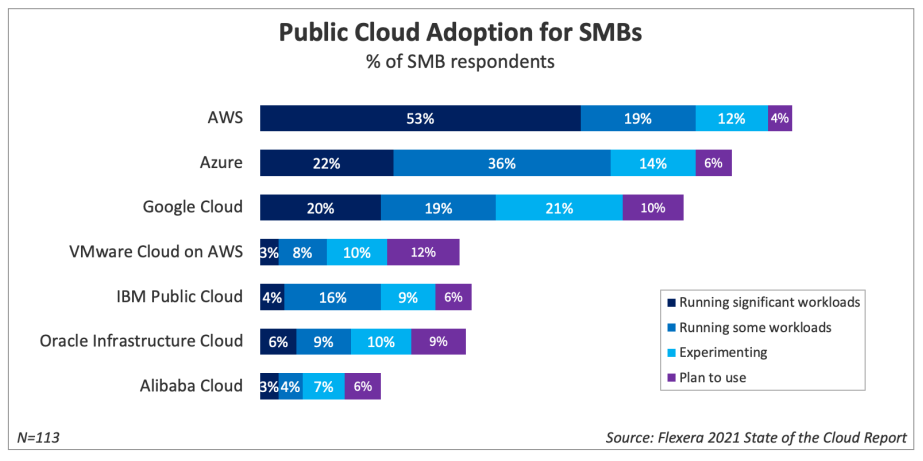 Public Cloud Adoption for SMBs
% of SMB respondents
AWS 53% 19% 12% 4%
Azure 22% 36% 14% 6%
Google Cloud 20% 19% 21% 10%
VMware Cloud on AWS 3% 8% 10% 12%
IBM Public Cloud 4% 16% 9% 6%
Oracle Infrastructure Cloud 6% 9% 10% 9%
Alibaba Cloud 3% 4% 7% 6%
Running significant workloads
Running some workloads
Experimenting
Plan to use
N=113
Source: Flexera 2021 State of the Cloud Report